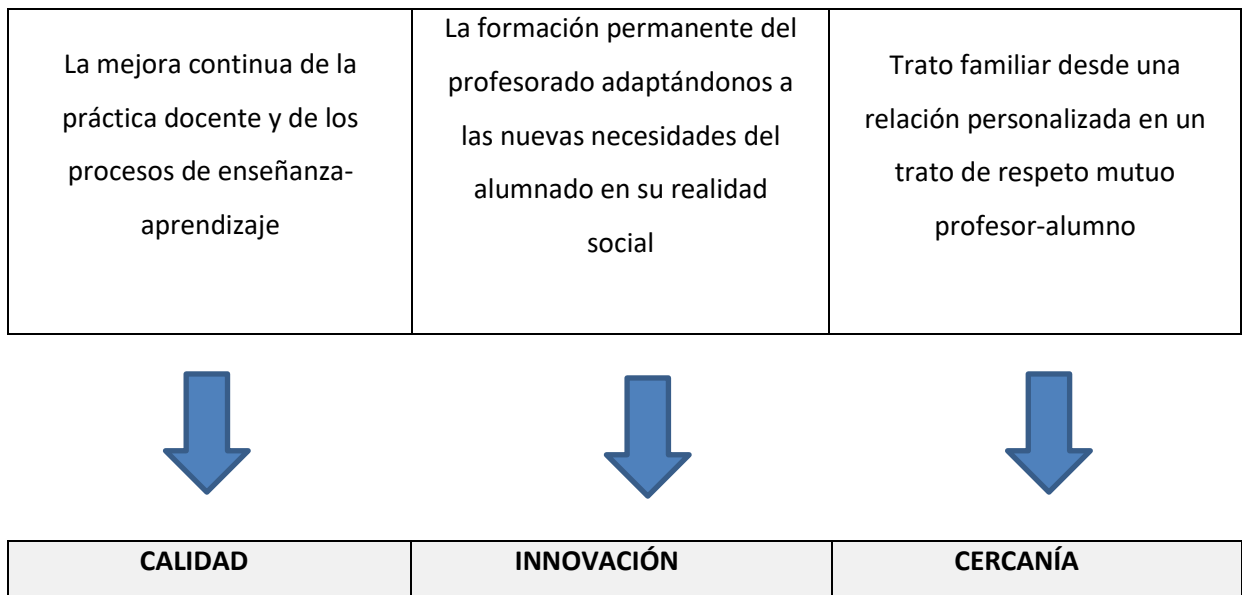 La mejora continua de la
práctica docente y de los
procesos de enseñanza-
aprendizaje
La formación permanente del
profesorado adaptándonos a
las nuevas necesidades del
alumnado en su realidad
social
Trato familiar desde una
relación personalizada en un
trato de respeto mutuo
profesor-alumno
CALIDAD
INNOVACIÓN
CERCANÍA